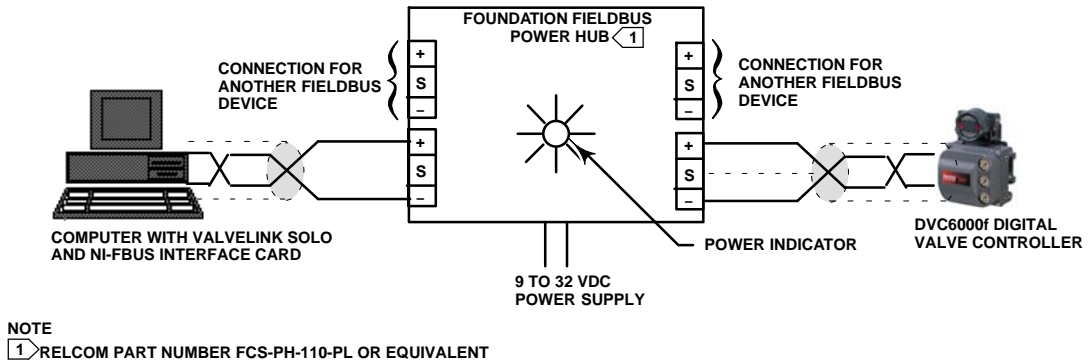 FOUNDATION FIELDBUS
POWER HUB 1
CONNECTION FOR
ANOTHER FIELDBUS
DEVICE
+
S
–
+
S
–
+
S
–
+
S
–
CONNECTION FOR
ANOTHER FIELDBUS
DEVICE
COMPUTER WITH VALVELINK SOLO
AND NI-FBUS INTERFACE CARD
POWER INDICATOR
DVC6000f DIGITAL
VALVE CONTROLLER
9 TO 32 VDC
POWER SUPPLY
NOTE
1 RELCOM PART NUMBER FCS-PH-110-PL OR EQUIVALENT